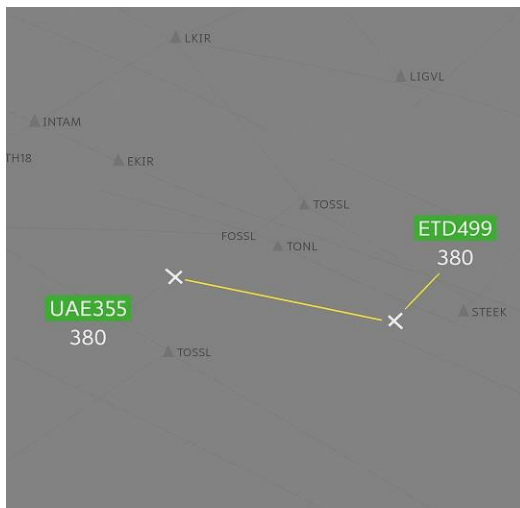 LKIR
LIGVL
INTAM
TH18
EKIR
TOSSL
ETD499
380
FOSSL
TONL
UAE355
380
STEEK
TOSSL